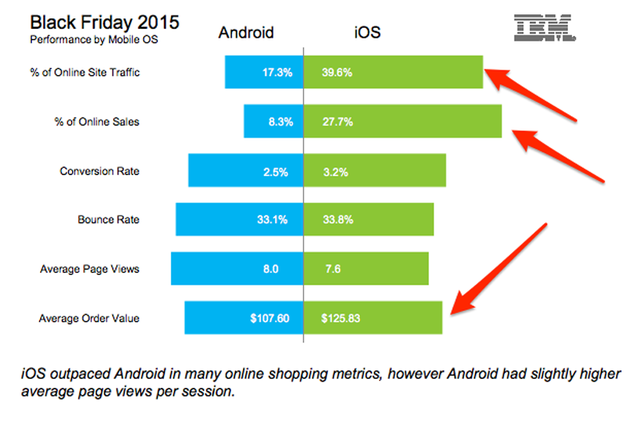 Black Friday 2015
Performance by Mobile OS
Android iOS
IBM
% of Online Site Traffic 17.3% 39.6%
% of Online Sales 8.3% 27.7%
Conversion Rate 2.5% 3.2%
Bounce Rate 33.1% 33.8%
Average Page Views 8.0 7.6
Average Order Value $107.60 $125.83
iOS outpaced Android in many online shopping metrics, however Android had slightly higher
average page views per session.